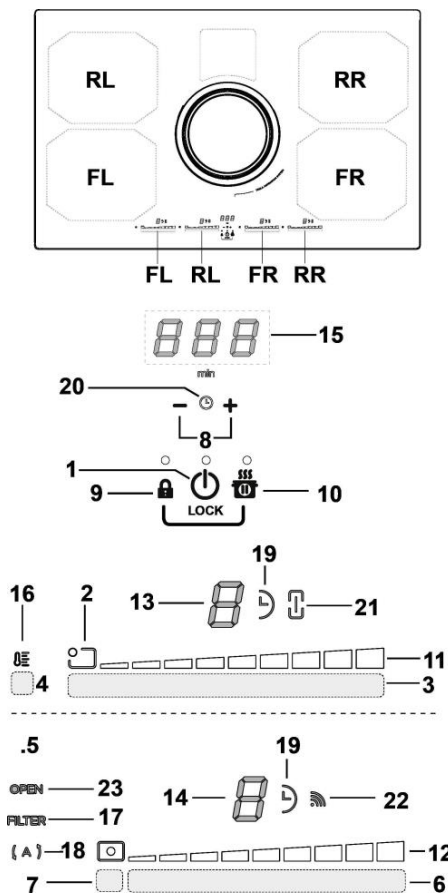 RL RR
FL FR
FL RL FR RR
15
min
20
− +
8
1
9 10
LOCK
19
16 2 13 21
11
4 3
.5 19
OPEN 23 14 22
FILTER 17
( A ) 18 12
7 6